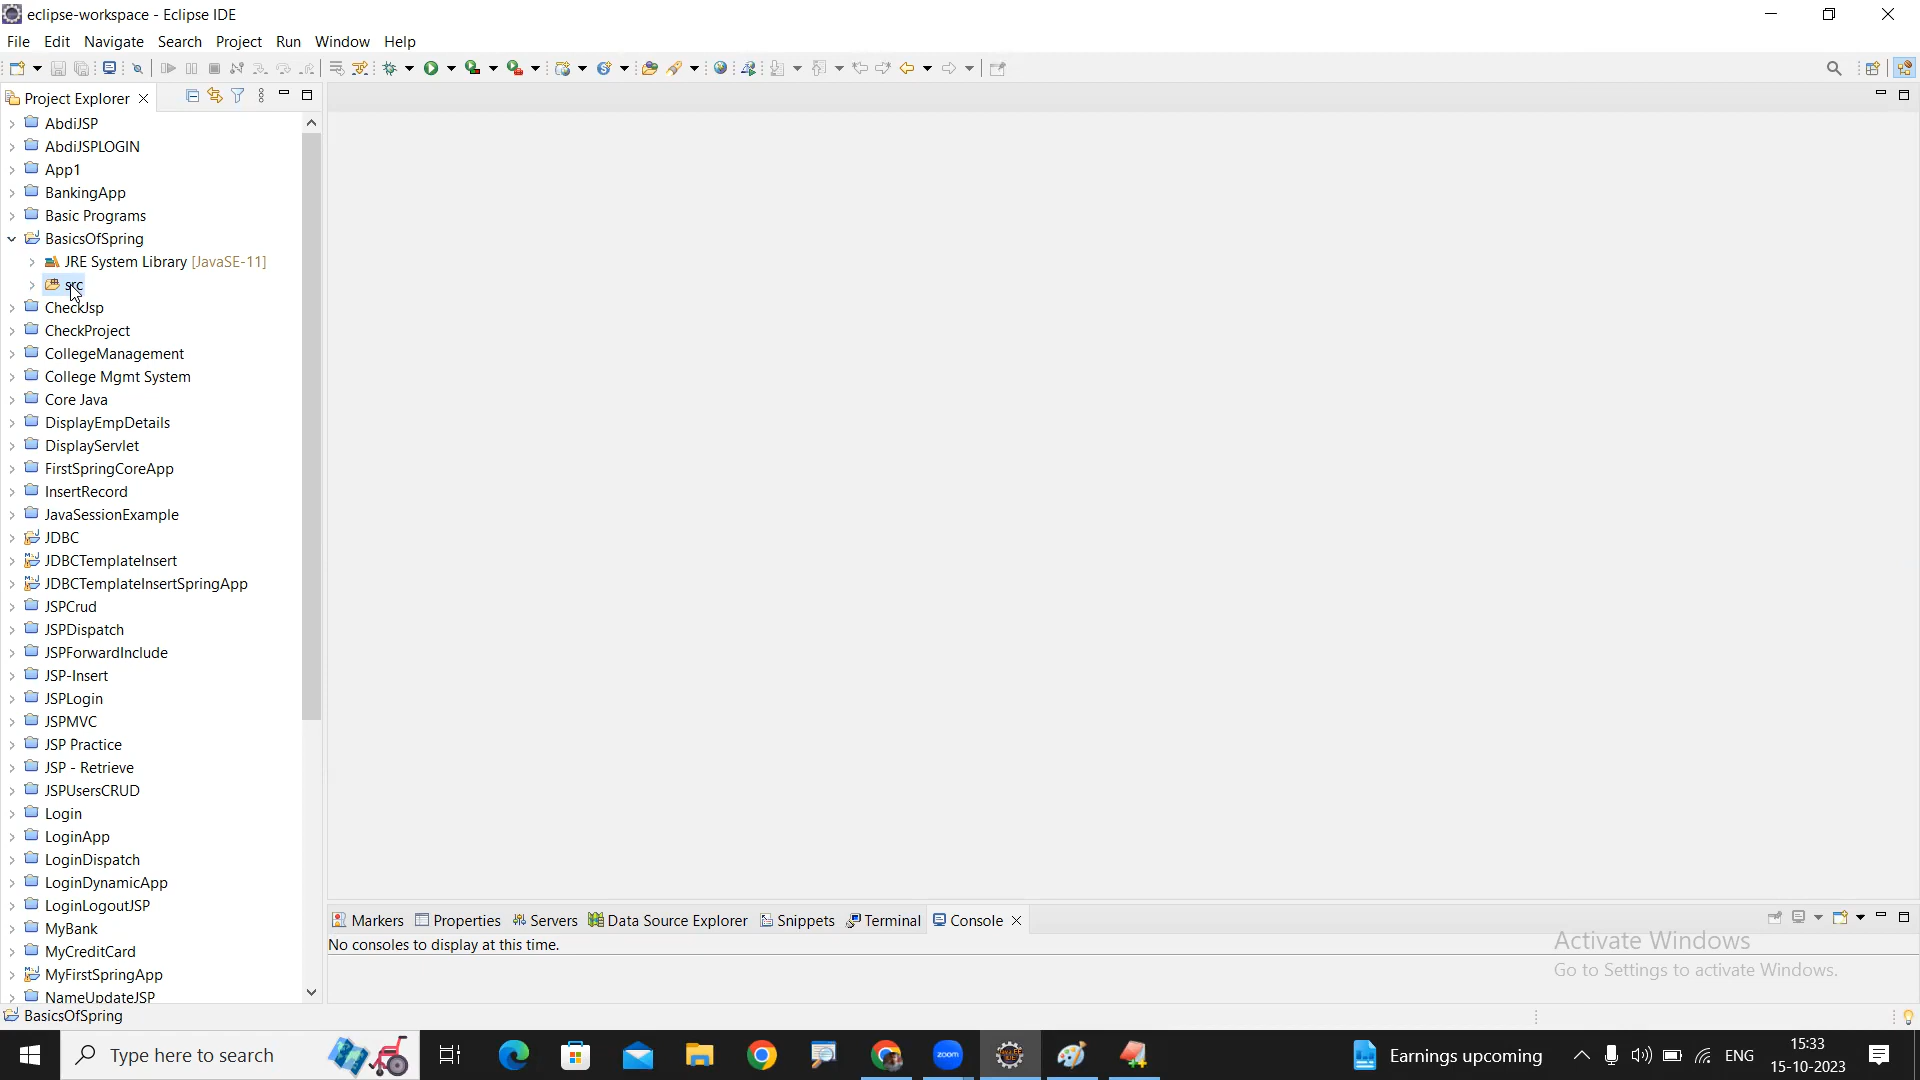 eclipse-workspace - Eclipse IDE
File Edit Navigate Search Project Run Window Help
Project Explorer
AbdiJSP
AbdiJSPLOGIN
App1
BankingApp
Basic Programs
BasicsOfSpring
JRE System Library [JavaSE-11]
src
CheckJsp
CheckProject
CollegeManagement
College Mgmt System
Core Java
DisplayEmpDetails
DisplayServlet
FirstSpringCoreApp
InsertRecord
JavaSessionExample
JDBC
JDBCTemplateInsert
JDBCTemplateInsertSpringApp
JSPCrud
JSPDispatch
JSPForwardInclude
JSP-Insert
JSPLogin
JSPMVC
JSP Practice
JSP - Retrieve
JSPUsersCRUD
Login
LoginApp
LoginDispatch
LoginDynamicApp
LoginLogoutJSP
MyBank
MyCreditCard
MyFirstSpringApp
NameUpdateJSP
Markers Properties Servers Data Source Explorer Snippets Terminal Console
No consoles to display at this time.
Activate Windows
Go to Settings to activate Windows.
BasicsOfSpring
Type here to search
zoom
Earnings upcoming
ENG
15:33
15-10-2023